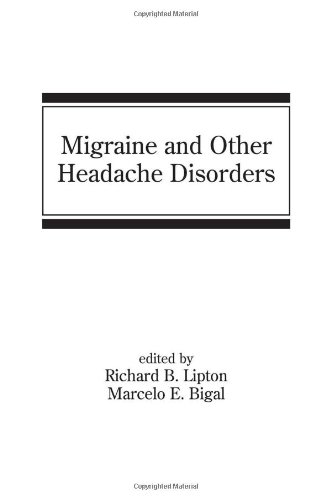 Copyrighted Material
Migraine and Other
Headache Disorders
edited by
Richard B. Lipton
Marcelo E. Bigal
Copyrighted Material